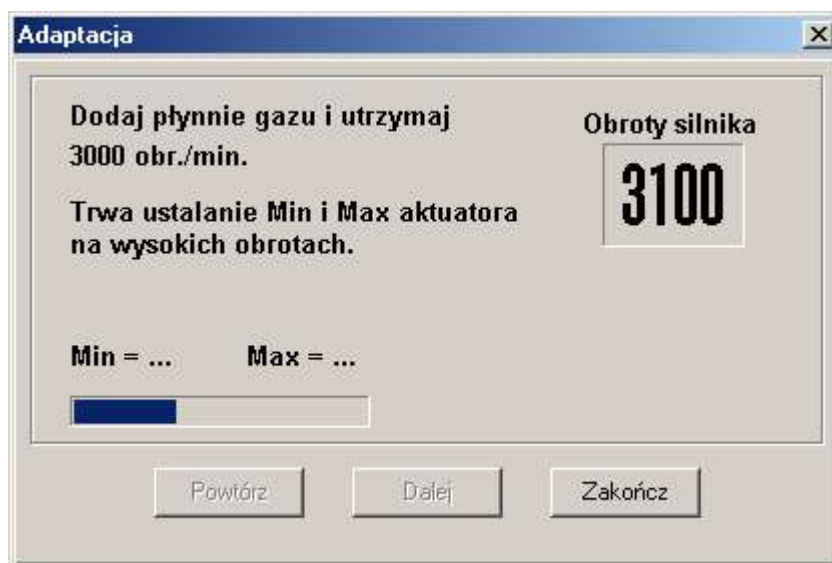 Adaptacja
Dodaj płynnie gazu i utrzymaj
3000 obr./min.
Obroty silnika
3100
Trwa ustalanie Min i Max aktuatora
na wysokich obrotach.
Min = ... Max = ...
Powtórz Dalej Zakończ